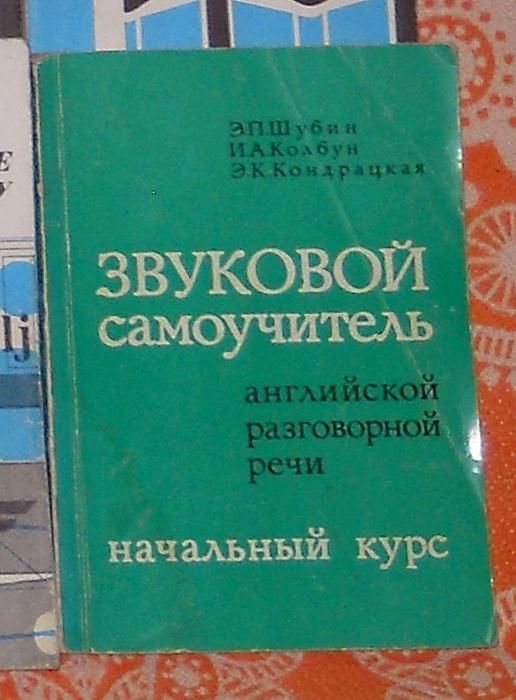 Э.П.Шубин
И.А.Колбун
Э.К.Кондрацкая
ЗВУКОВОЙ
самоучитель
английской
разговорной
речи
начальный курс